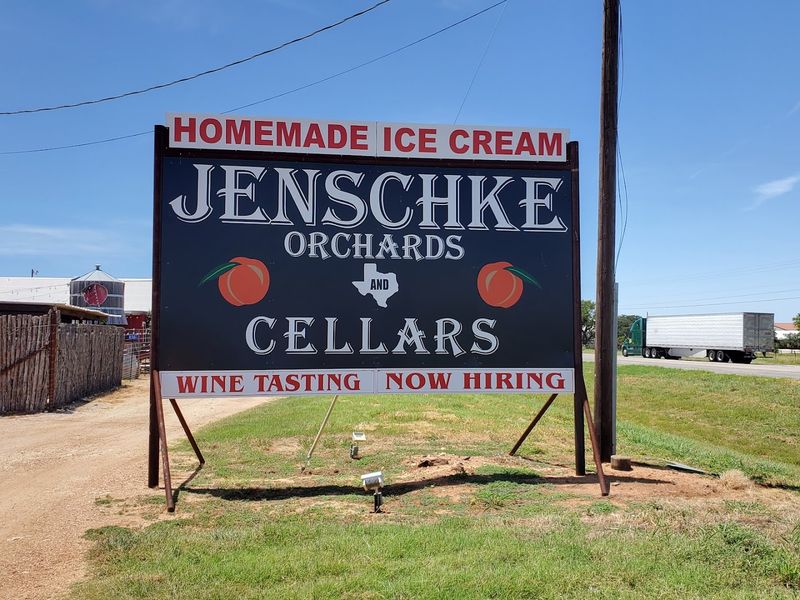 HOMEMADE ICE CREAM
JENSCHKE
ORCHARDS
AND
CELLARS
WINE TASTING NOW HIRING